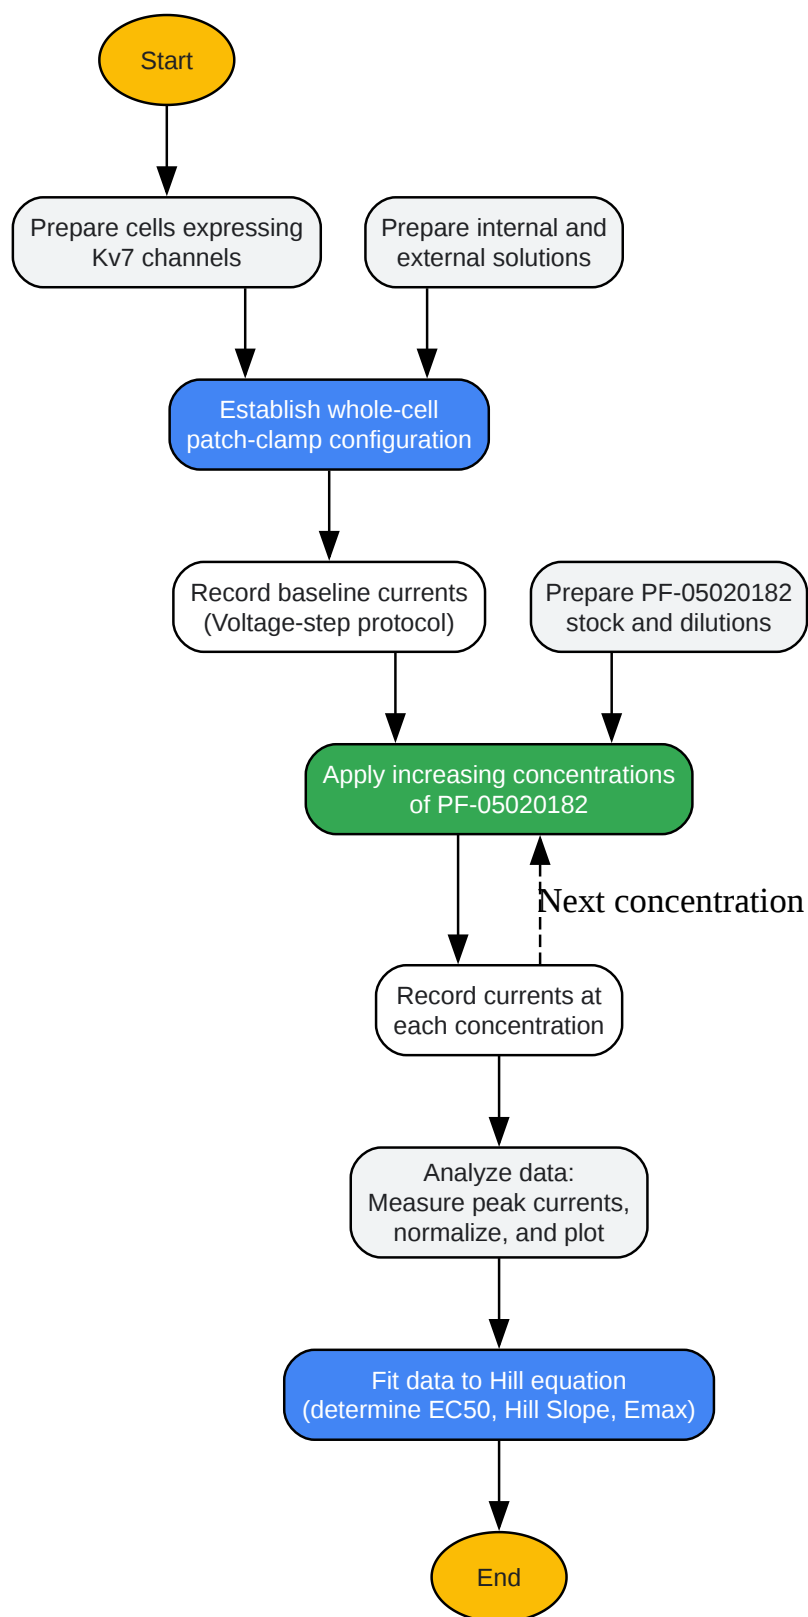 Start
Prepare cells expressing
Kv7 channels
Prepare internal and
external solutions
Establish whole-cell
patch-clamp configuration
Record baseline currents
(Voltage-step protocol)
Prepare PF-05020182
stock and dilutions
Apply increasing concentrations
of PF-05020182
Next concentration
Record currents at
each concentration
Analyze data:
Measure peak currents,
normalize, and plot
Fit data to Hill equation
(determine EC50, Hill Slope, Emax)
End